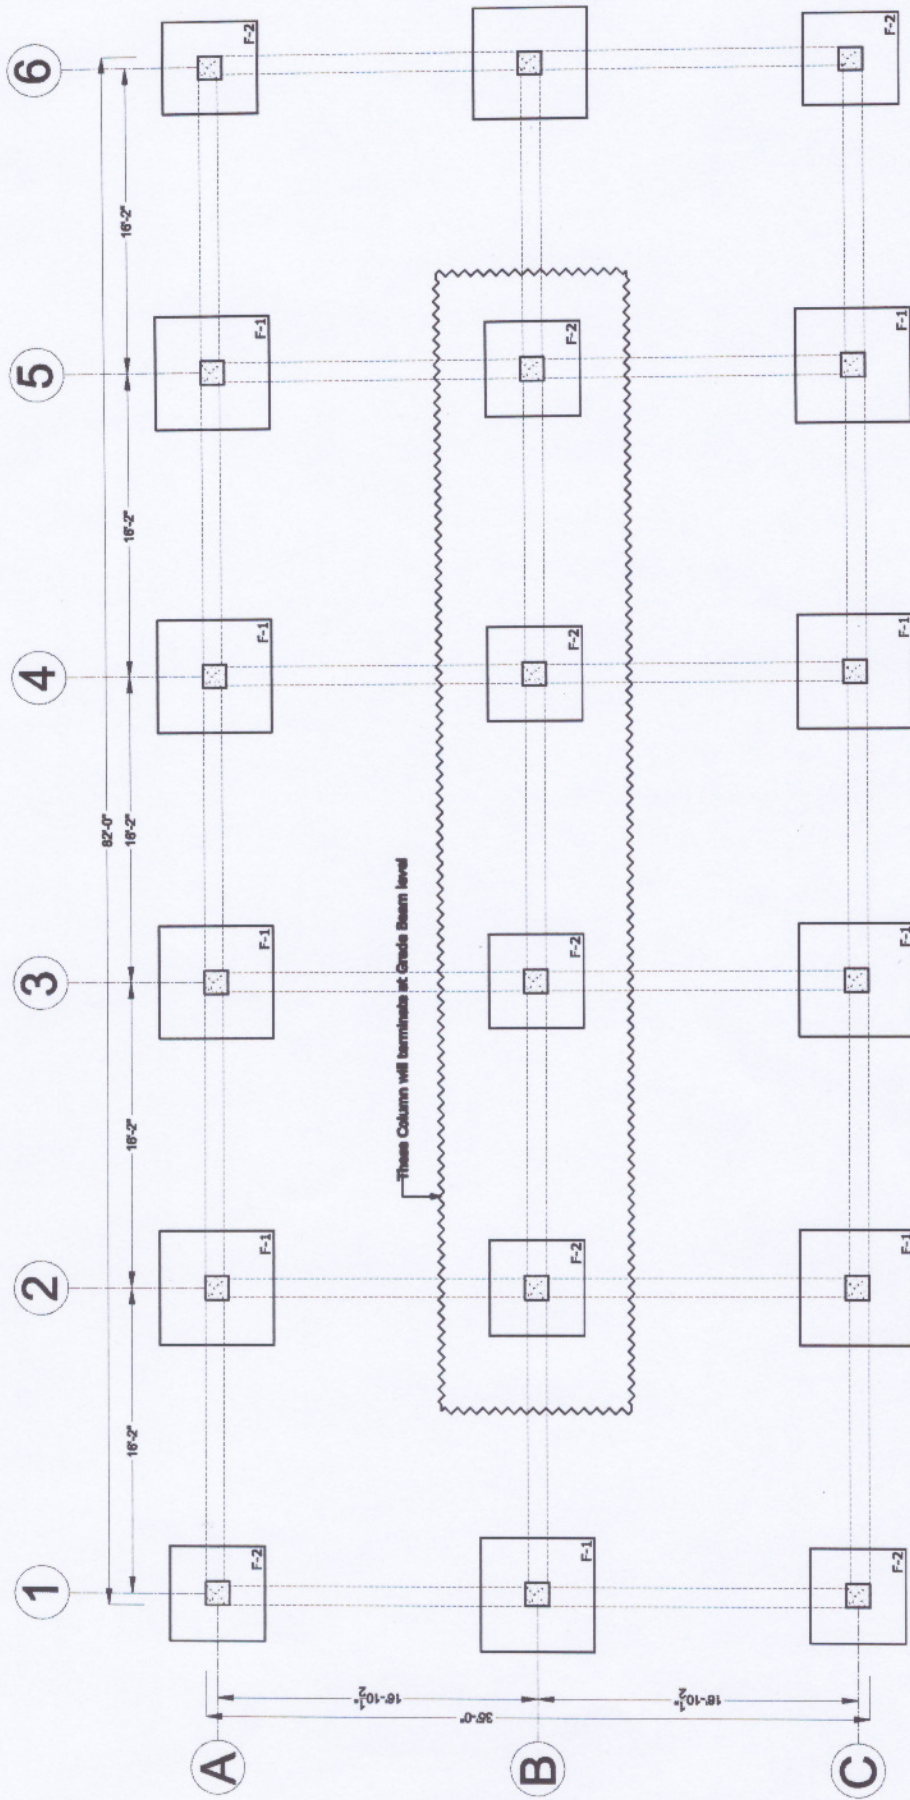 1 2 3 4 5 6
82'-0"
16'-2" 16'-2" 16'-2" 16'-2" 16'-2"
A
F-2 F-1 F-1 F-1 F-1 F-2
16'-10½"
These Column will terminate at Grade Beam level
35'-0"
B
F-1 F-2 F-2 F-2 F-2
16'-10½"
C
F-2 F-1 F-1 F-1 F-1 F-2